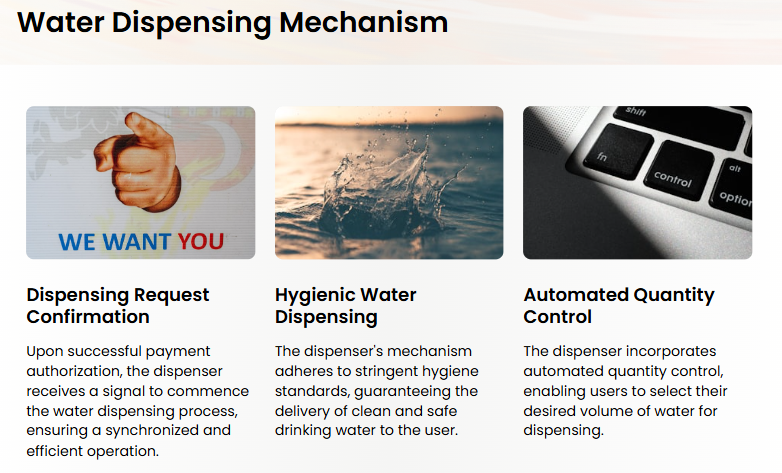 Water Dispensing Mechanism
WE WANT YOU
shift
fn
control
alt
option
Dispensing Request
Confirmation
Upon successful payment
authorization, the dispenser
receives a signal to commence
the water dispensing process,
ensuring a synchronized and
efficient operation.
Hygienic Water
Dispensing
The dispenser's mechanism
adheres to stringent hygiene
standards, guaranteeing the
delivery of clean and safe
drinking water to the user.
Automated Quantity
Control
The dispenser incorporates
automated quantity control,
enabling users to select their
desired volume of water for
dispensing.